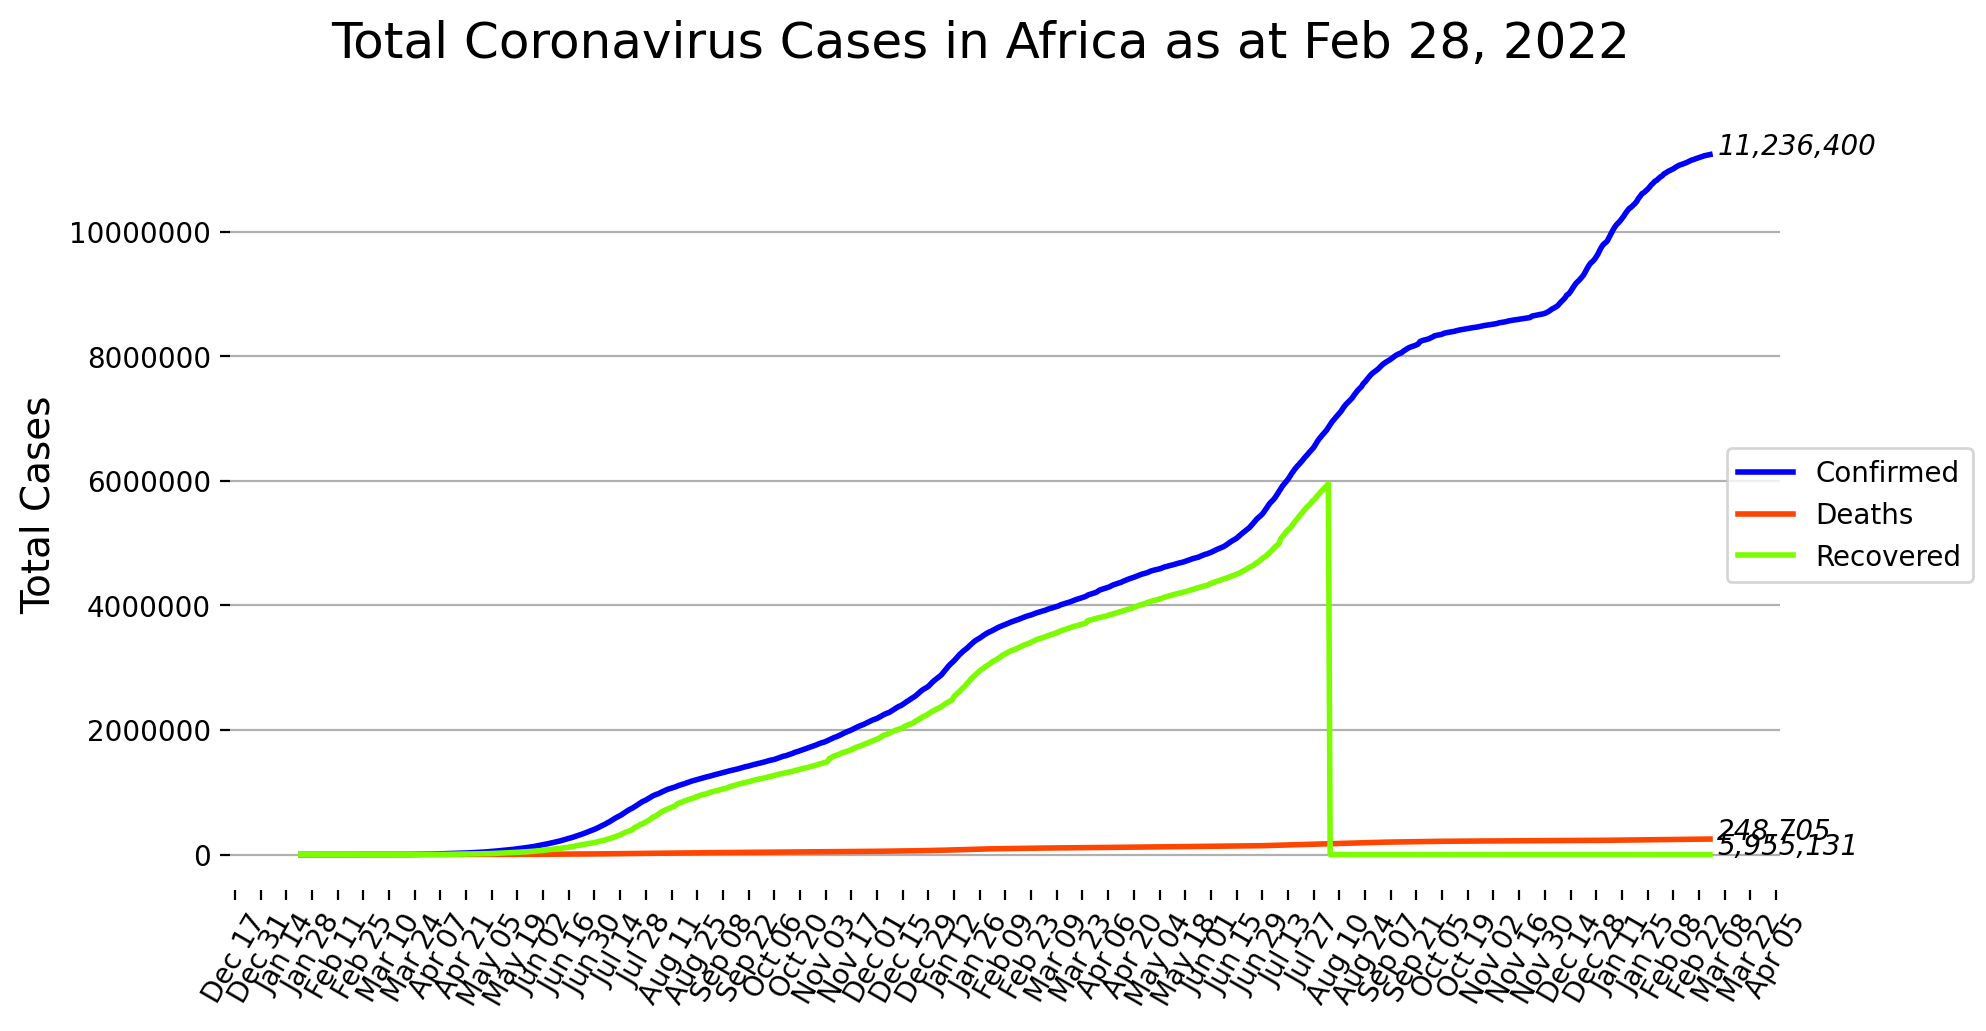 Total Coronavirus Cases in Africa as at Feb 28, 2022
11,236,400
10000000
8000000
6000000
4000000
2000000
0
Total Cases
Confirmed
Deaths
Recovered
248,705
5,955,131
Dec 17
Dec 31
Jan 14
Jan 28
Feb 11
Feb 25
Mar 10
Mar 24
Apr 07
Apr 21
May 05
May 19
Jun 02
Jun 16
Jun 30
Jul 14
Jul 28
Aug 11
Aug 25
Sep 08
Sep 22
Oct 06
Oct 20
Nov 03
Nov 17
Dec 01
Dec 15
Dec 29
Jan 12
Jan 26
Feb 09
Feb 23
Mar 09
Mar 23
Apr 06
Apr 20
May 04
May 18
Jun 01
Jun 15
Jun 29
Jul 13
Jul 27
Aug 10
Aug 24
Sep 07
Sep 21
Oct 05
Oct 19
Nov 02
Nov 16
Nov 30
Dec 14
Dec 28
Jan 11
Jan 25
Feb 08
Feb 22
Mar 08
Mar 22
Apr 05